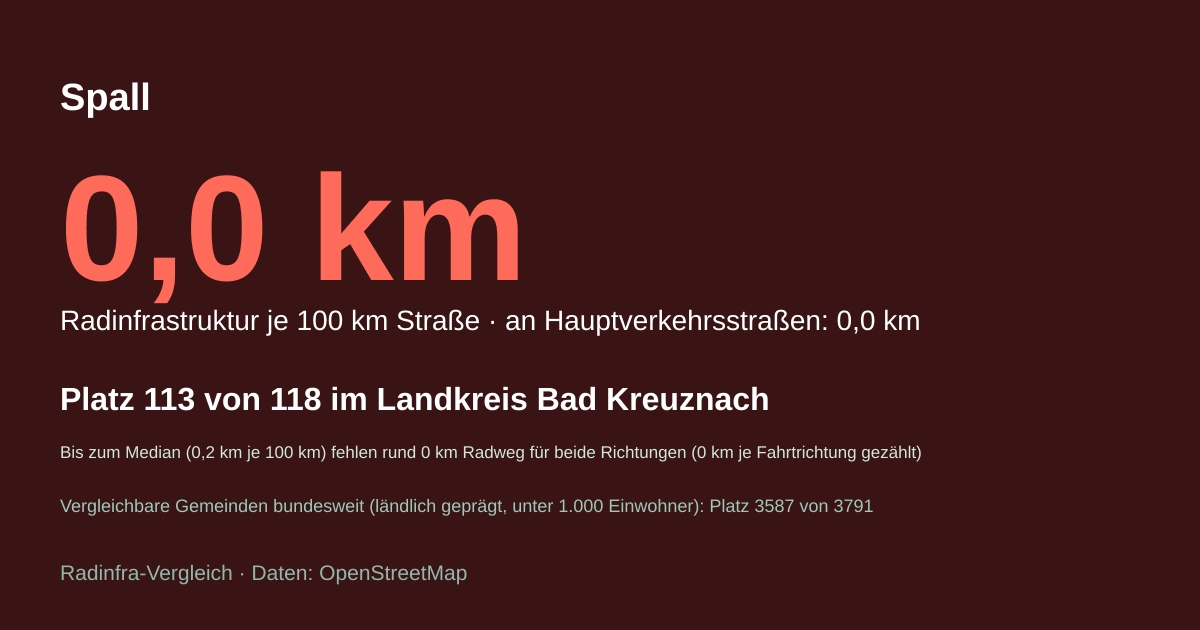 Spall
0,0 km
Radinfrastruktur je 100 km Straße · an Hauptverkehrsstraßen: 0,0 km
Platz 113 von 118 im Landkreis Bad Kreuznach
Bis zum Median (0,2 km je 100 km) fehlen rund 0 km Radweg für beide Richtungen (0 km je Fahrtrichtung gezählt)
Vergleichbare Gemeinden bundesweit (ländlich geprägt, unter 1.000 Einwohner): Platz 3587 von 3791
Radinfra-Vergleich · Daten: OpenStreetMap